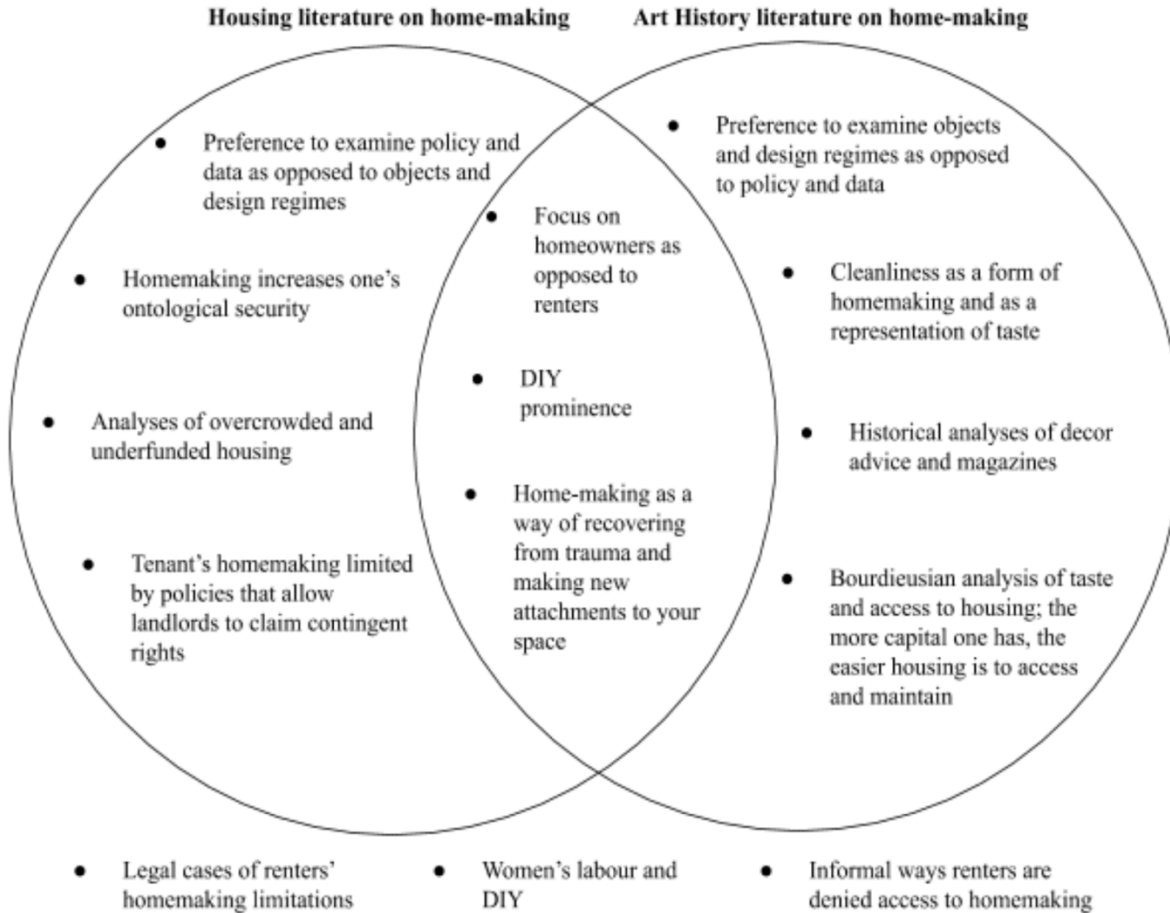 Housing literature on home-making
Art History literature on home-making
● Preference to examine policy and
data as opposed to objects and
design regimes
● Homemaking increases one's
ontological security
● Analyses of overcrowded and
underfunded housing
● Tenant's homemaking limited
by policies that allow
landlords to claim contingent
rights
● Focus on
homeowners as
opposed to
renters
● DIY
prominence
● Home-making as a
way of recovering
from trauma and
making new
attachments to your
space
● Preference to examine objects
and design regimes as opposed
to policy and data
● Cleanliness as a form of
homemaking and as a
representation of taste
● Historical analyses of decor
advice and magazines
● Bourdieusian analysis of taste
and access to housing; the
more capital one has, the
easier housing is to access
and maintain
● Legal cases of renters'
homemaking limitations
● Women's labour and
DIY
● Informal ways renters are
denied access to homemaking